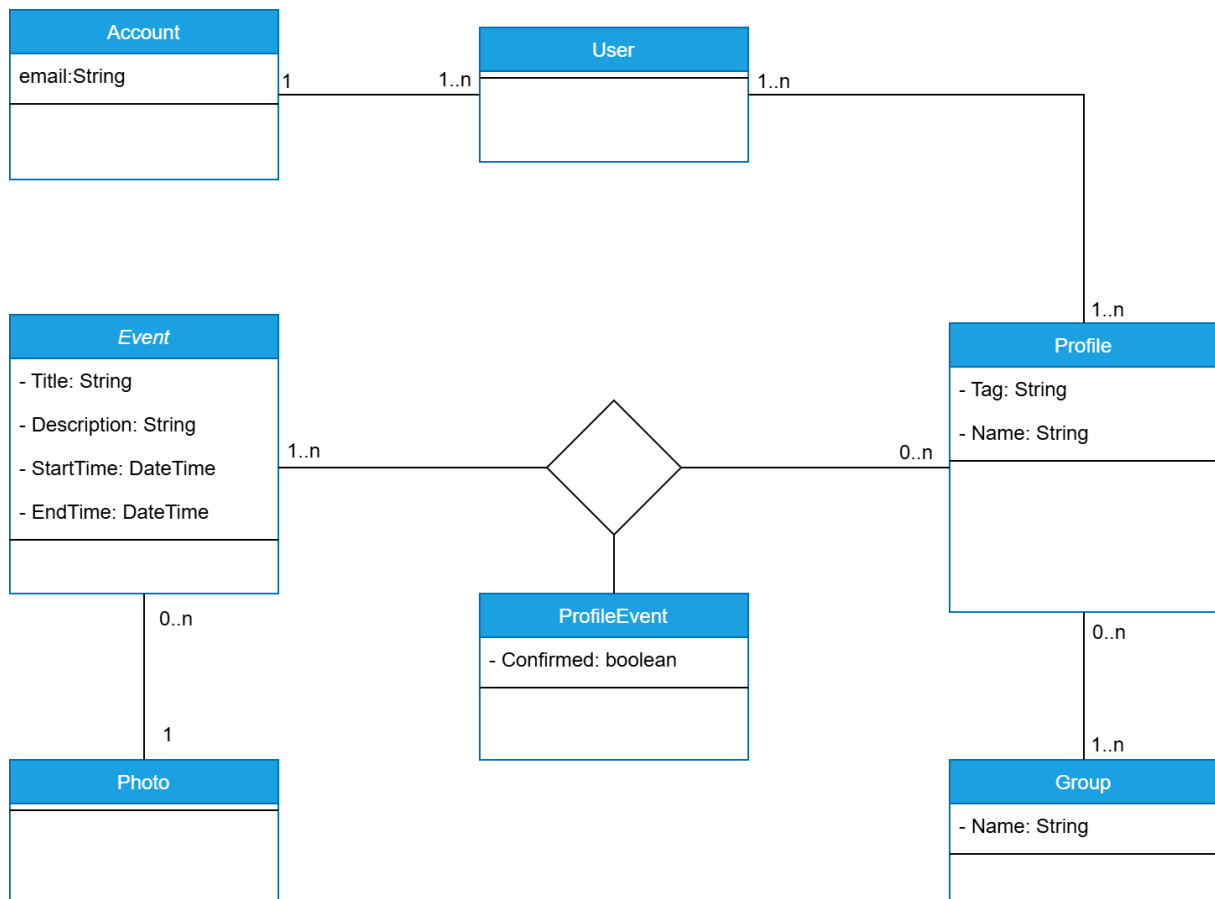 Account
email:String
1
1..n
User
1..n
1..n
Event
- Title: String
- Description: String
- StartTime: DateTime
- EndTime: DateTime
1..n
0..n
Profile
- Tag: String
- Name: String
ProfileEvent
- Confirmed: boolean
0..n
1
Photo
0..n
1..n
Group
- Name: String